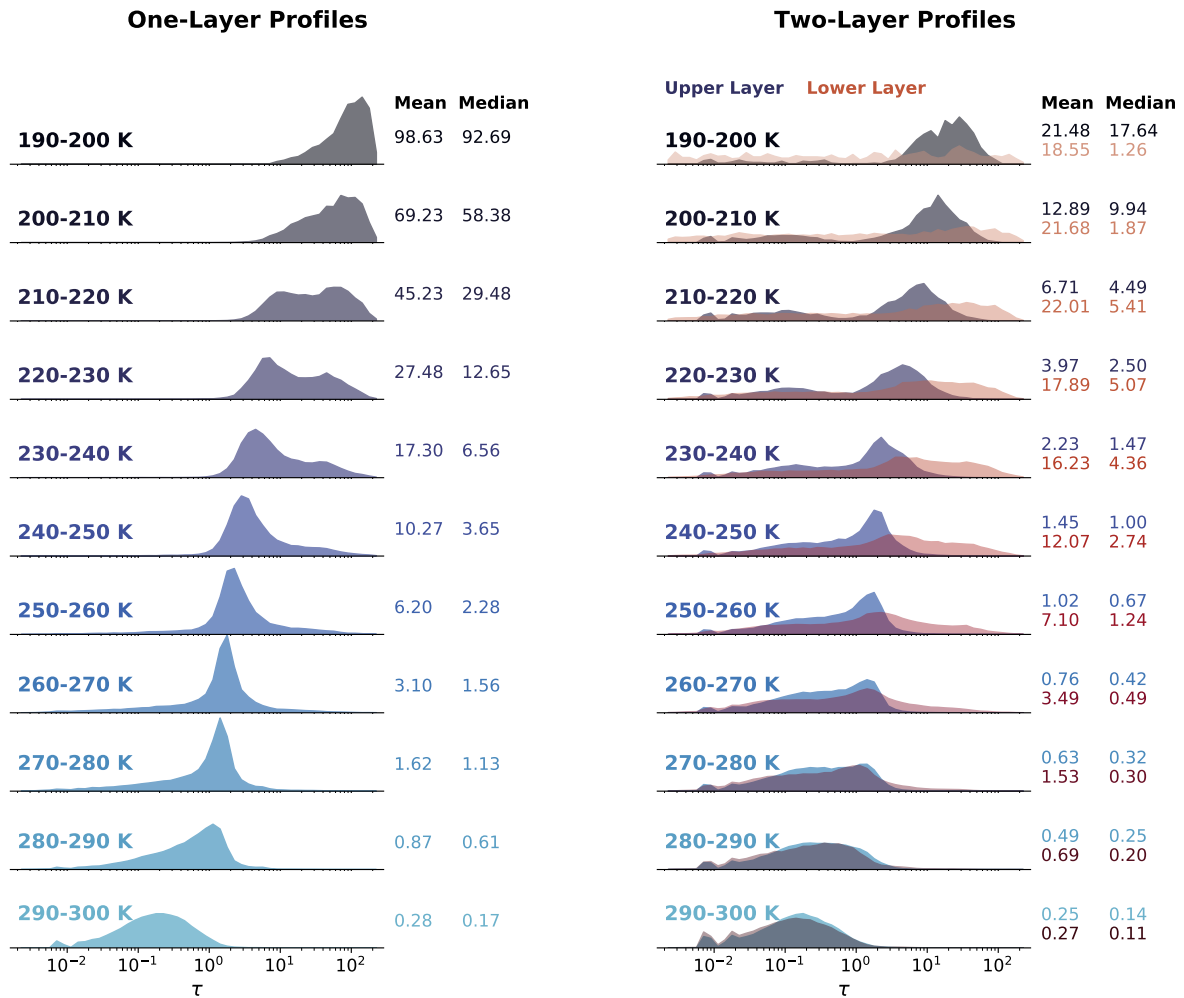 One-Layer Profiles
Mean Median
190-200 K 98.63 92.69
200-210 K 69.23 58.38
210-220 K 45.23 29.48
220-230 K 27.48 12.65
230-240 K 17.30 6.56
240-250 K 10.27 3.65
250-260 K 6.20 2.28
260-270 K 3.10 1.56
270-280 K 1.62 1.13
280-290 K 0.87 0.61
290-300 K 0.28 0.17
10⁻² 10⁻¹ 10⁰ 10¹ 10²
τ
Two-Layer Profiles
Upper Layer Lower Layer
Mean Median
190-200 K 21.48 17.64
18.55 1.26
200-210 K 12.89 9.94
21.68 1.87
210-220 K 6.71 4.49
22.01 5.41
220-230 K 3.97 2.50
17.89 5.07
230-240 K 2.23 1.47
16.23 4.36
240-250 K 1.45 1.00
12.07 2.74
250-260 K 1.02 0.67
7.10 1.24
260-270 K 0.76 0.42
3.49 0.49
270-280 K 0.63 0.32
1.53 0.30
280-290 K 0.49 0.25
0.69 0.20
290-300 K 0.25 0.14
0.27 0.11
10⁻² 10⁻¹ 10⁰ 10¹ 10²
τ